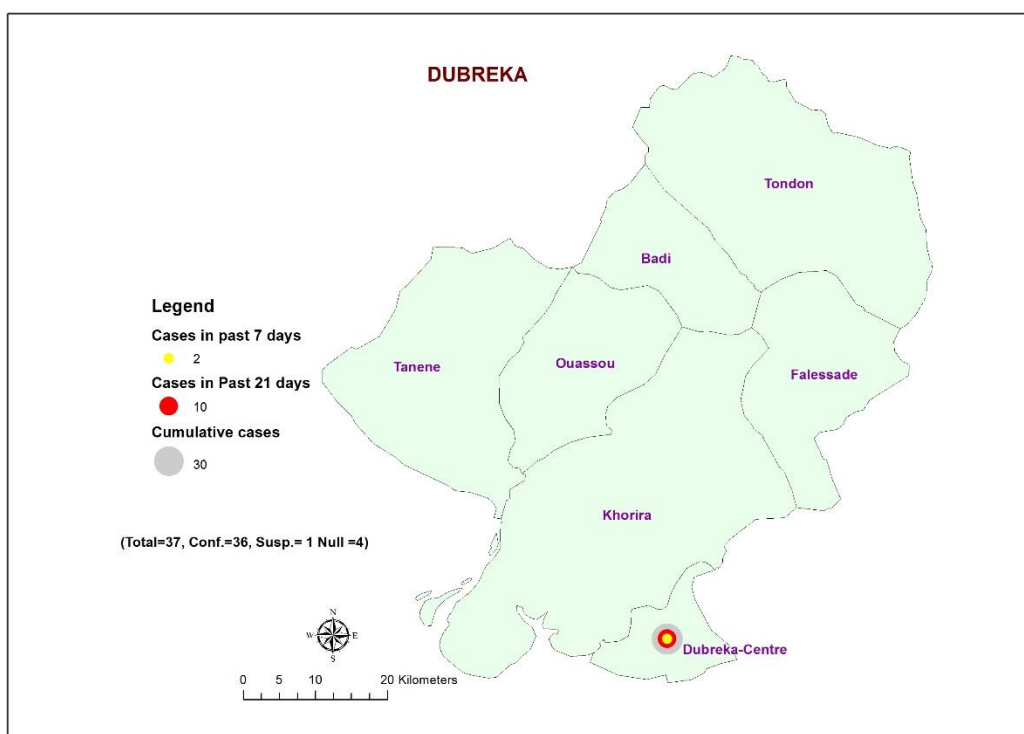 DUBREKA
Tondon
Badi
Legend
Cases in past 7 days
2
Tanene
Ouassou
Falessade
Cases in Past 21 days
10
Cumulative cases
30
Khorira
(Total=37, Conf.=36, Susp.= 1 Null =4)
N
W E
S
Dubreka-Centre
0 5 10 20 Kilometers